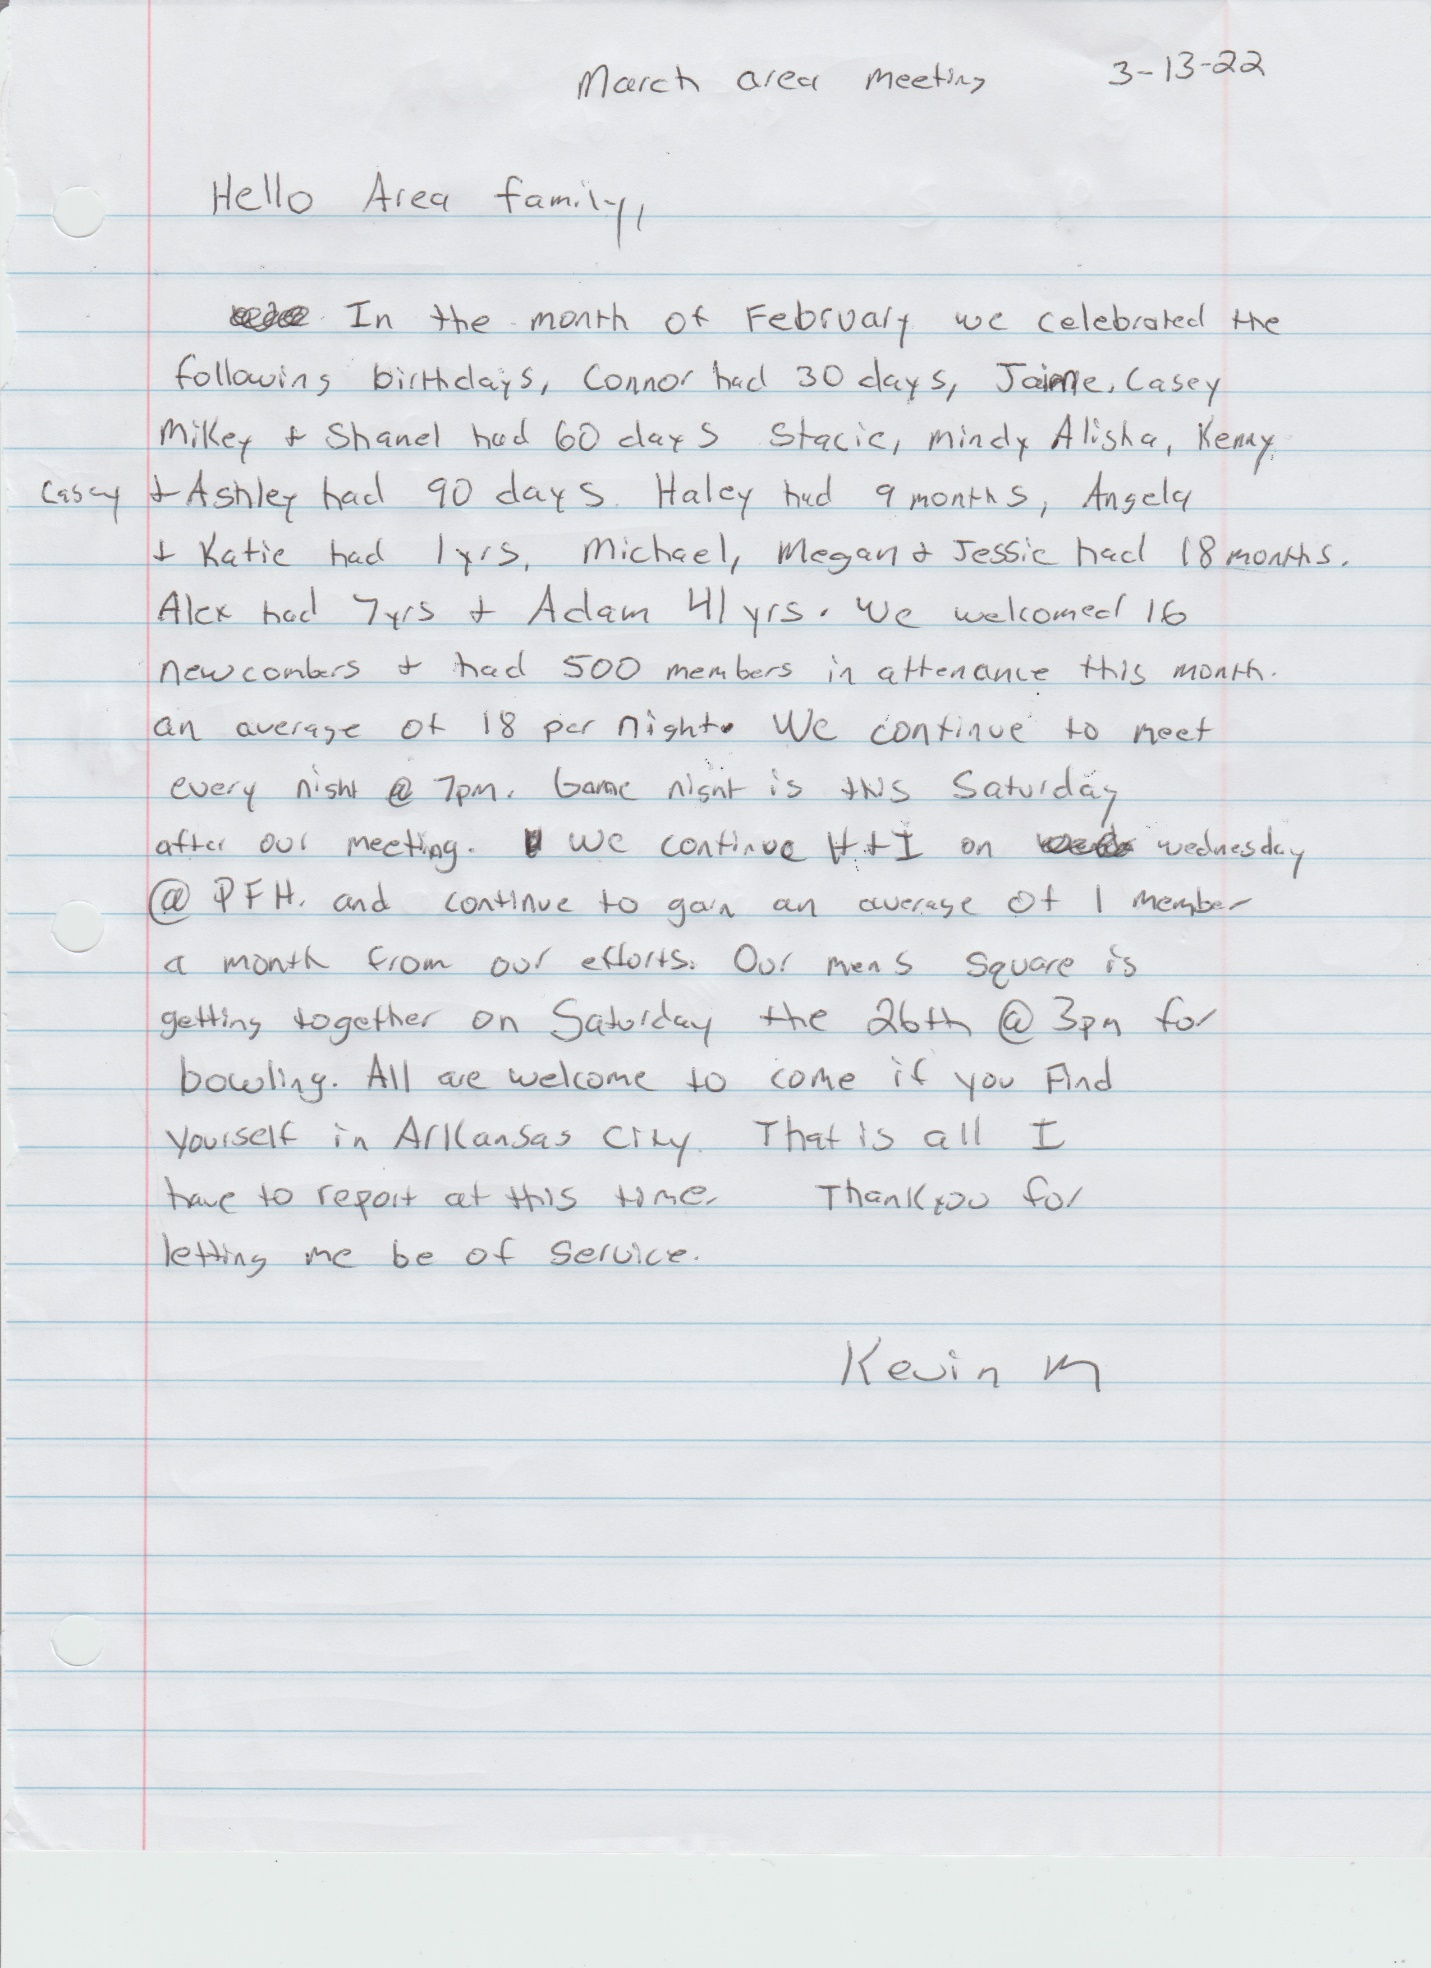 March area meeting 3-13-22
Hello Area family,
In the month of February we celebrated the
following birthdays, Connor had 30 days, Jaime, Casey
Mikey + Shanel had 60 days Stacie, Mindy Alisha, Kenny
Casey + Ashley had 90 days. Haley had 9 months, Angela
+ Katie had 1yrs, Michael, Megan + Jessie had 18 months.
Alex had 7yrs + Adam 41 yrs. We welcomed 16
newcombers + had 500 members in attenance this month.
an average of 18 per night. We continue to meet
every night @ 7pm. Game night is this Saturday
after our meeting. We continue H+I on wednesday
@ PFH. and continue to gain an average of 1 member
a month from our efforts. Our mens square is
getting together on Saturday the 26th @ 3pm for
bowling. All are welcome to come if you find
yourself in Arkansas City. That is all I
have to report at this time. Thankyou for
letting me be of service.
Kevin M